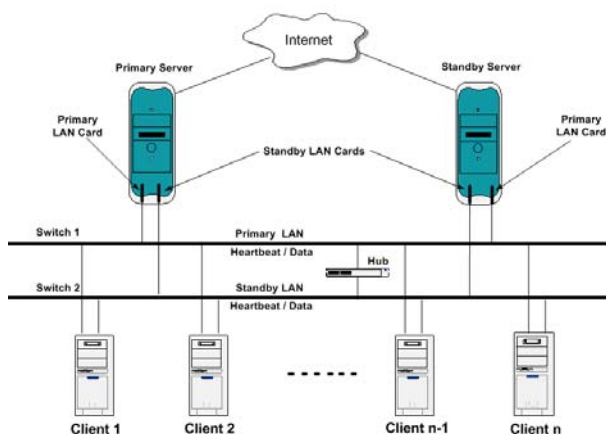 Internet
Primary Server
Standby Server
Primary
LAN Card
Standby LAN Cards
Primary
LAN Card
Switch 1
Primary LAN
Heartbeat / Data
Hub
Switch 2
Standby LAN
Heartbeat / Data
Client 1
Client 2
Client n-1
Client n